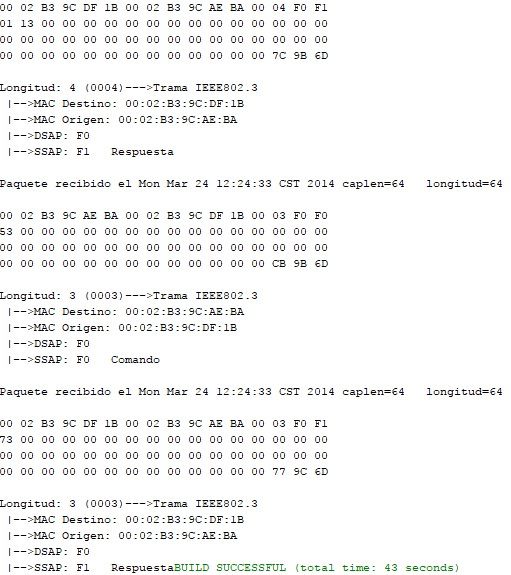 00 02 B3 9C DF 1B 00 02 B3 9C AE BA 00 04 F0 F1
01 13 00 00 00 00 00 00 00 00 00 00 00 00 00 00
00 00 00 00 00 00 00 00 00 00 00 00 00 00 00 00
00 00 00 00 00 00 00 00 00 00 00 00 00 7C 9B 6D
Longitud: 4 (0004)--->Trama IEEE802.3
|-->MAC Destino: 00:02:B3:9C:DF:1B
|-->MAC Origen: 00:02:B3:9C:AE:BA
|-->DSAP: F0
|-->SSAP: F1   Respuesta
Paquete recibido el Mon Mar 24 12:24:33 CST 2014 caplen=64   longitud=64
00 02 B3 9C AE BA 00 02 B3 9C DF 1B 00 03 F0 F0
53 00 00 00 00 00 00 00 00 00 00 00 00 00 00 00
00 00 00 00 00 00 00 00 00 00 00 00 00 00 00 00
00 00 00 00 00 00 00 00 00 00 00 00 00 CB 9B 6D
Longitud: 3 (0003)--->Trama IEEE802.3
|-->MAC Destino: 00:02:B3:9C:AE:BA
|-->MAC Origen: 00:02:B3:9C:DF:1B
|-->DSAP: F0
|-->SSAP: F0   Comando
Paquete recibido el Mon Mar 24 12:24:33 CST 2014 caplen=64   longitud=64
00 02 B3 9C DF 1B 00 02 B3 9C AE BA 00 03 F0 F1
73 00 00 00 00 00 00 00 00 00 00 00 00 00 00 00
00 00 00 00 00 00 00 00 00 00 00 00 00 00 00 00
00 00 00 00 00 00 00 00 00 00 00 00 00 77 9C 6D
Longitud: 3 (0003)--->Trama IEEE802.3
|-->MAC Destino: 00:02:B3:9C:DF:1B
|-->MAC Origen: 00:02:B3:9C:AE:BA
|-->DSAP: F0
|-->SSAP: F1   RespuestaBUILD SUCCESSFUL (total time: 43 seconds)